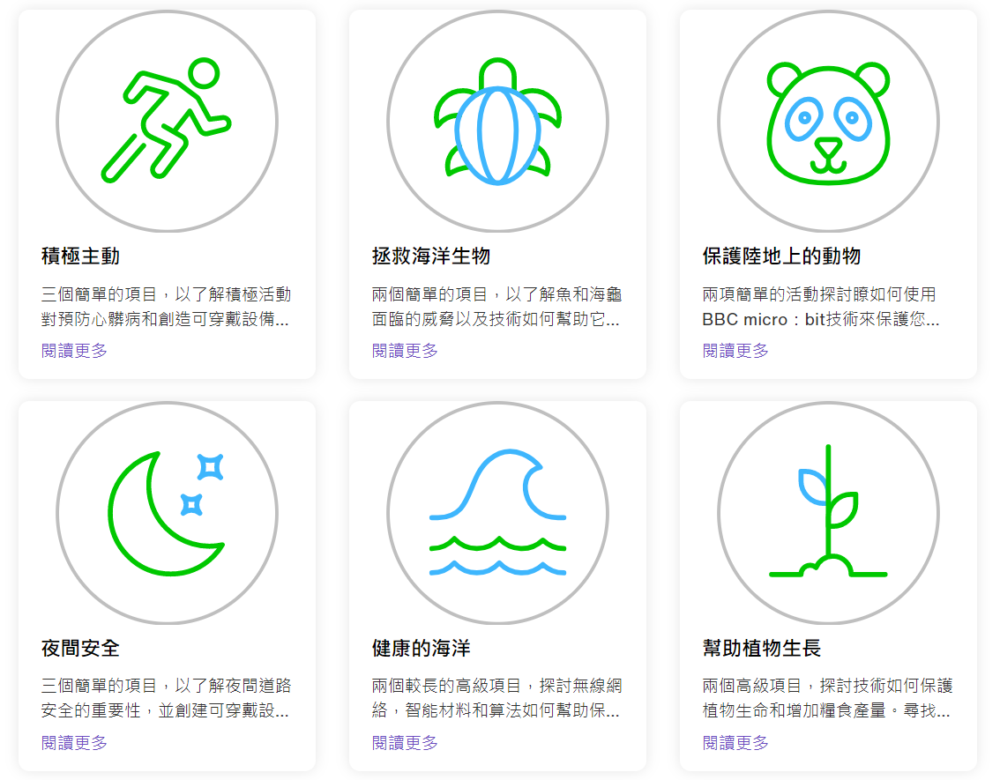 積極主動
三個簡單的項目，以了解積極活動
對預防心髒病和創造可穿戴設備...
閱讀更多
拯救海洋生物
兩個簡單的項目，以了解魚和海龜
面臨的威脅以及技術如何幫助它...
閱讀更多
保護陸地上的動物
兩項簡單的活動探討瞭如何使用
BBC micro：bit技術來保護您...
閱讀更多
夜間安全
三個簡單的項目，以了解夜間道路
安全的重要性，並創建可穿戴設...
閱讀更多
健康的海洋
兩個較長的高級項目，探討無線網
絡，智能材料和算法如何幫助保...
閱讀更多
幫助植物生長
兩個高級項目，探討技術如何保護
植物生命和增加糧食產量。尋找...
閱讀更多